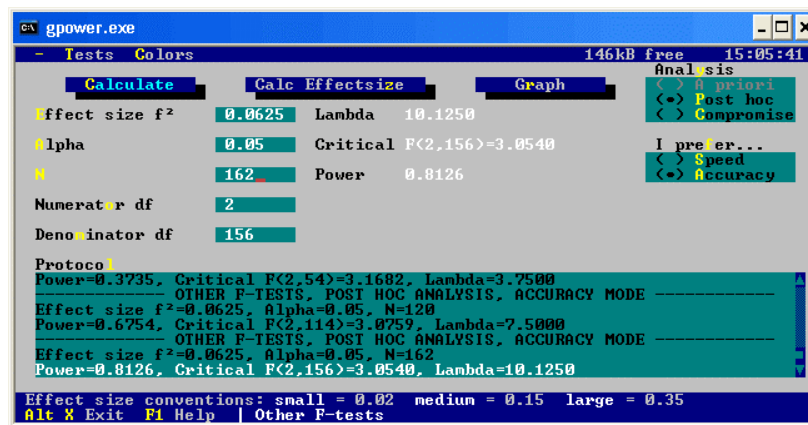 gpower.exe
- Tests Colors 146kB free 15:05:41
Calculate Calc Effectsize Graph Analysis
( ) A priori
Effect size f² 0.0625 Lambda 10.1250 (•) Post hoc
( ) Compromise
Alpha 0.05 Critical F(2,156)=3.0540 I prefer...
( ) Speed
N 162 Power 0.8126 (•) Accuracy
Numerator df 2
Denominator df 156
Protocol
Power=0.3735, Critical F(2,54)=3.1682, Lambda=3.7500
------------- OTHER F-TESTS, POST HOC ANALYSIS, ACCURACY MODE ------------
Effect size f²=0.0625, Alpha=0.05, N=120
Power=0.6754, Critical F(2,114)=3.0759, Lambda=7.5000
------------- OTHER F-TESTS, POST HOC ANALYSIS, ACCURACY MODE ------------
Effect size f²=0.0625, Alpha=0.05, N=162
Power=0.8126, Critical F(2,156)=3.0540, Lambda=10.1250
Effect size conventions: small = 0.02 medium = 0.15 large = 0.35
Alt X Exit F1 Help | Other F-tests